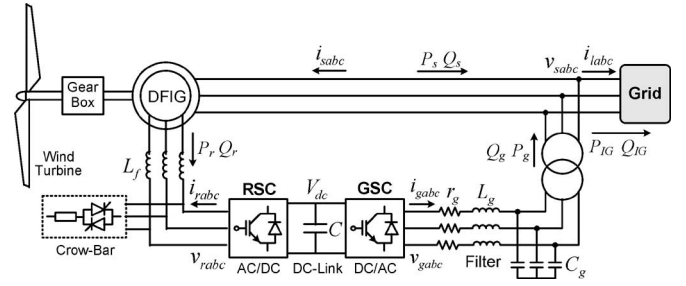 i_sabc
P_s Q_s
v_sabc
i_labc
Gear
Box
DFIG
Grid
Wind
Turbine
L_f
P_r Q_r
Q_g P_g
P_IG Q_IG
i_rabc
RSC
V_dc
GSC
i_gabc
r_g
L_g
C
Crow-Bar
v_rabc
AC/DC
DC-Link
DC/AC
v_gabc
Filter
C_g